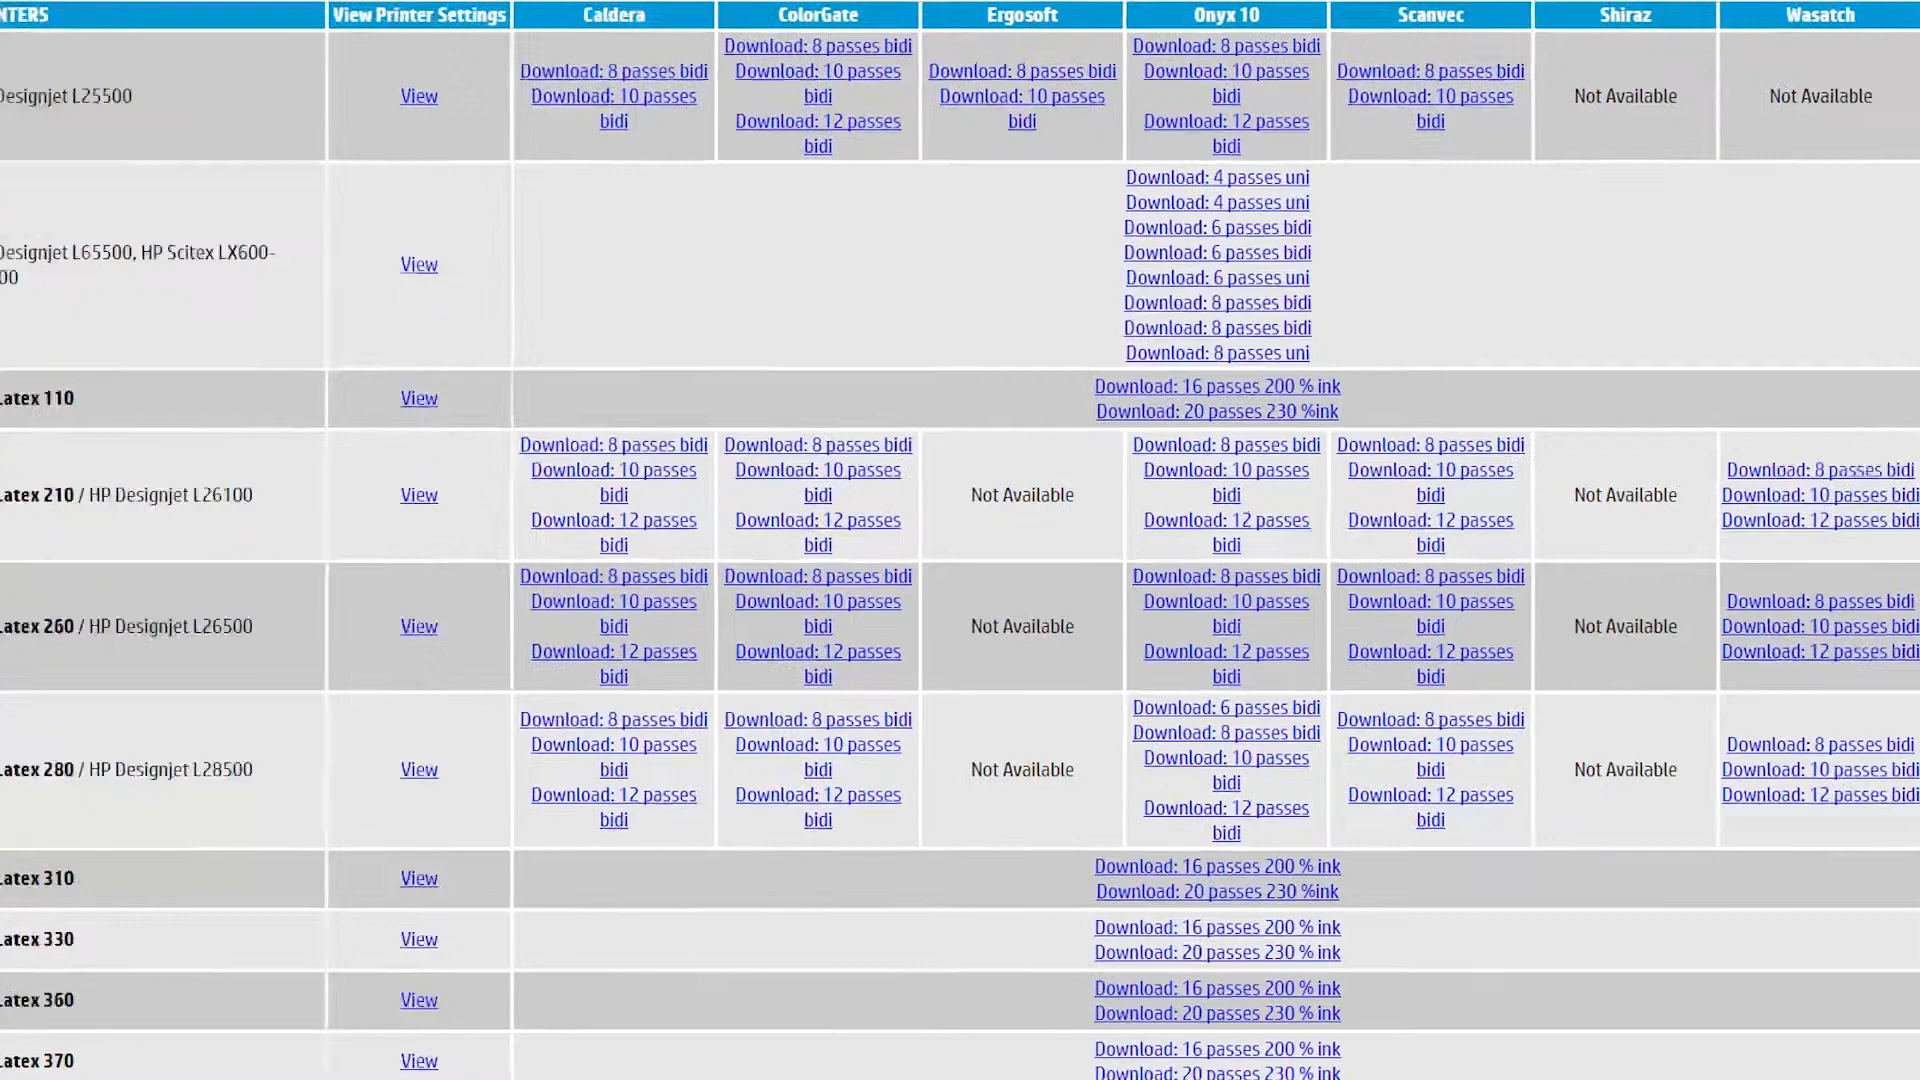 NTERS View Printer Settings Caldera ColorGate Ergosoft Onyx 10 Scanvec Shiraz Wasatch
Designjet L25500
View
Download: 8 passes bidi
Download: 10 passes
bidi
Download: 8 passes bidi
Download: 10 passes
bidi
Download: 12 passes
bidi
Download: 8 passes bidi
Download: 10 passes
bidi
Download: 8 passes bidi
Download: 10 passes
bidi
Download: 12 passes
bidi
Download: 8 passes bidi
Download: 10 passes
bidi
Not Available
Not Available
Designjet L65500, HP Scitex LX600-
00
View
Download: 4 passes uni
Download: 4 passes uni
Download: 6 passes bidi
Download: 6 passes bidi
Download: 6 passes uni
Download: 8 passes bidi
Download: 8 passes bidi
Download: 8 passes uni
Latex 110
View
Download: 16 passes 200 % ink
Download: 20 passes 230 %ink
Latex 210 / HP Designjet L26100
View
Download: 8 passes bidi
Download: 10 passes
bidi
Download: 12 passes
bidi
Download: 8 passes bidi
Download: 10 passes
bidi
Download: 12 passes
bidi
Not Available
Download: 8 passes bidi
Download: 10 passes
bidi
Download: 12 passes
bidi
Download: 8 passes bidi
Download: 10 passes
bidi
Download: 12 passes
bidi
Not Available
Download: 8 passes bidi
Download: 10 passes bidi
Download: 12 passes bidi
Latex 260 / HP Designjet L26500
View
Download: 8 passes bidi
Download: 10 passes
bidi
Download: 12 passes
bidi
Download: 8 passes bidi
Download: 10 passes
bidi
Download: 12 passes
bidi
Not Available
Download: 8 passes bidi
Download: 10 passes
bidi
Download: 12 passes
bidi
Download: 8 passes bidi
Download: 10 passes
bidi
Download: 12 passes
bidi
Not Available
Download: 8 passes bidi
Download: 10 passes bidi
Download: 12 passes bidi
Latex 280 / HP Designjet L28500
View
Download: 8 passes bidi
Download: 10 passes
bidi
Download: 12 passes
bidi
Download: 8 passes bidi
Download: 10 passes
bidi
Download: 12 passes
bidi
Not Available
Download: 6 passes bidi
Download: 8 passes bidi
Download: 10 passes
bidi
Download: 12 passes
bidi
Download: 8 passes bidi
Download: 10 passes
bidi
Download: 12 passes
bidi
Not Available
Download: 8 passes bidi
Download: 10 passes bidi
Download: 12 passes bidi
Latex 310
View
Download: 16 passes 200 % ink
Download: 20 passes 230 %ink
Latex 330
View
Download: 16 passes 200 % ink
Download: 20 passes 230 % ink
Latex 360
View
Download: 16 passes 200 % ink
Download: 20 passes 230 % ink
Latex 370
View
Download: 16 passes 200 % ink
Download: 20 passes 230 % ink